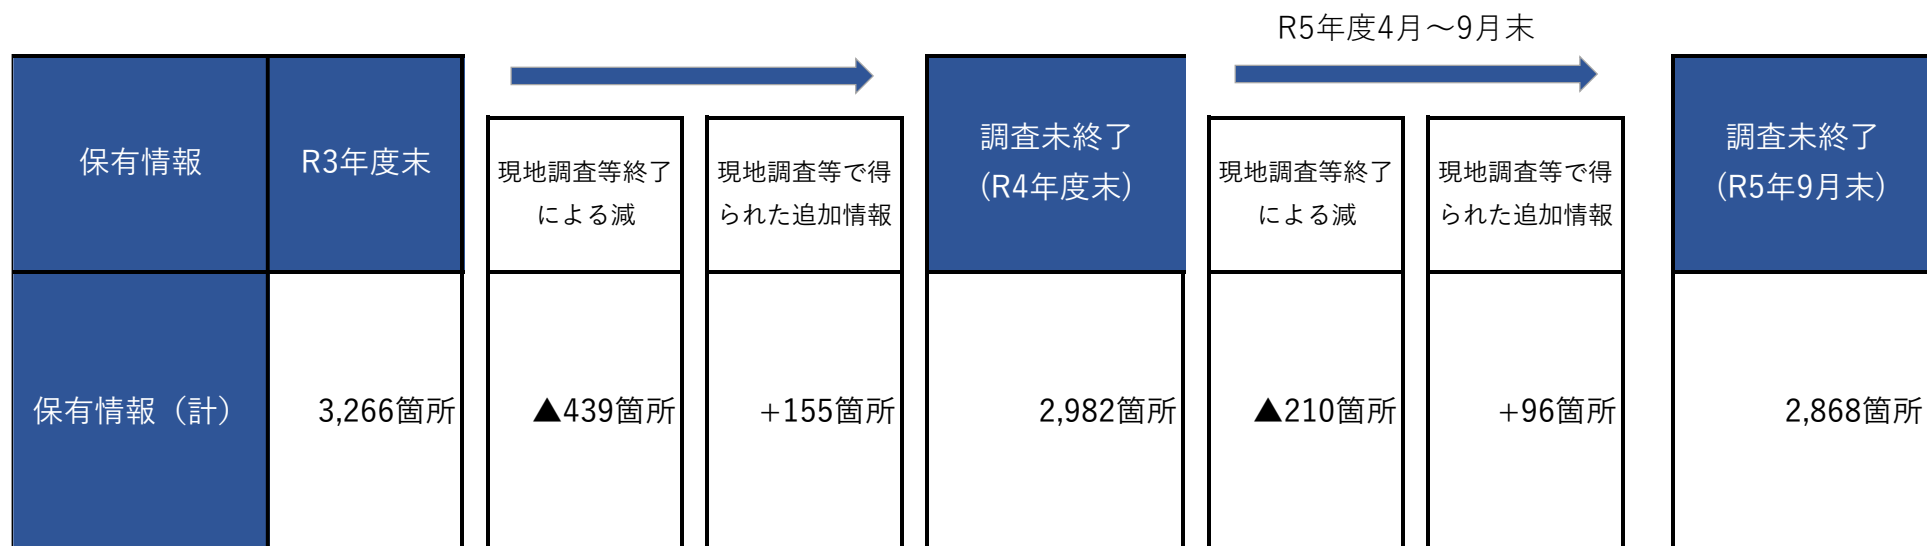 R5年度4月～9月末
保有情報
R3年度末
現地調査等終了
による減
現地調査等で得
られた追加情報
調査未終了
（R4年度末）
現地調査等終了
による減
現地調査等で得
られた追加情報
調査未終了
（R5年9月末）
保有情報（計）
3,266箇所
▲439箇所
+155箇所
2,982箇所
▲210箇所
+96箇所
2,868箇所